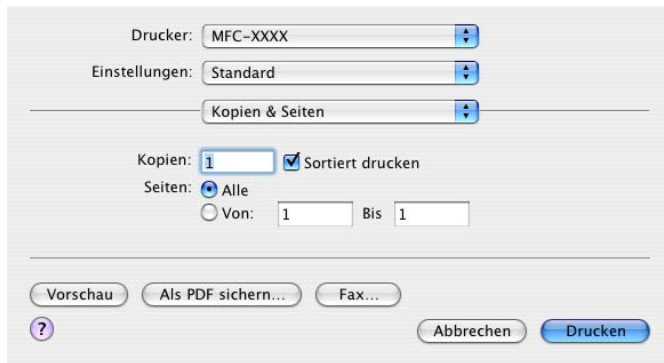 Drucker: MFC-XXXX
Einstellungen: Standard
Kopien & Seiten
Kopien: 1 Sortiert drucken
Seiten: Alle
Von: 1 Bis 1
Vorschau Als PDF sichern... Fax...
? Abbrechen Drucken